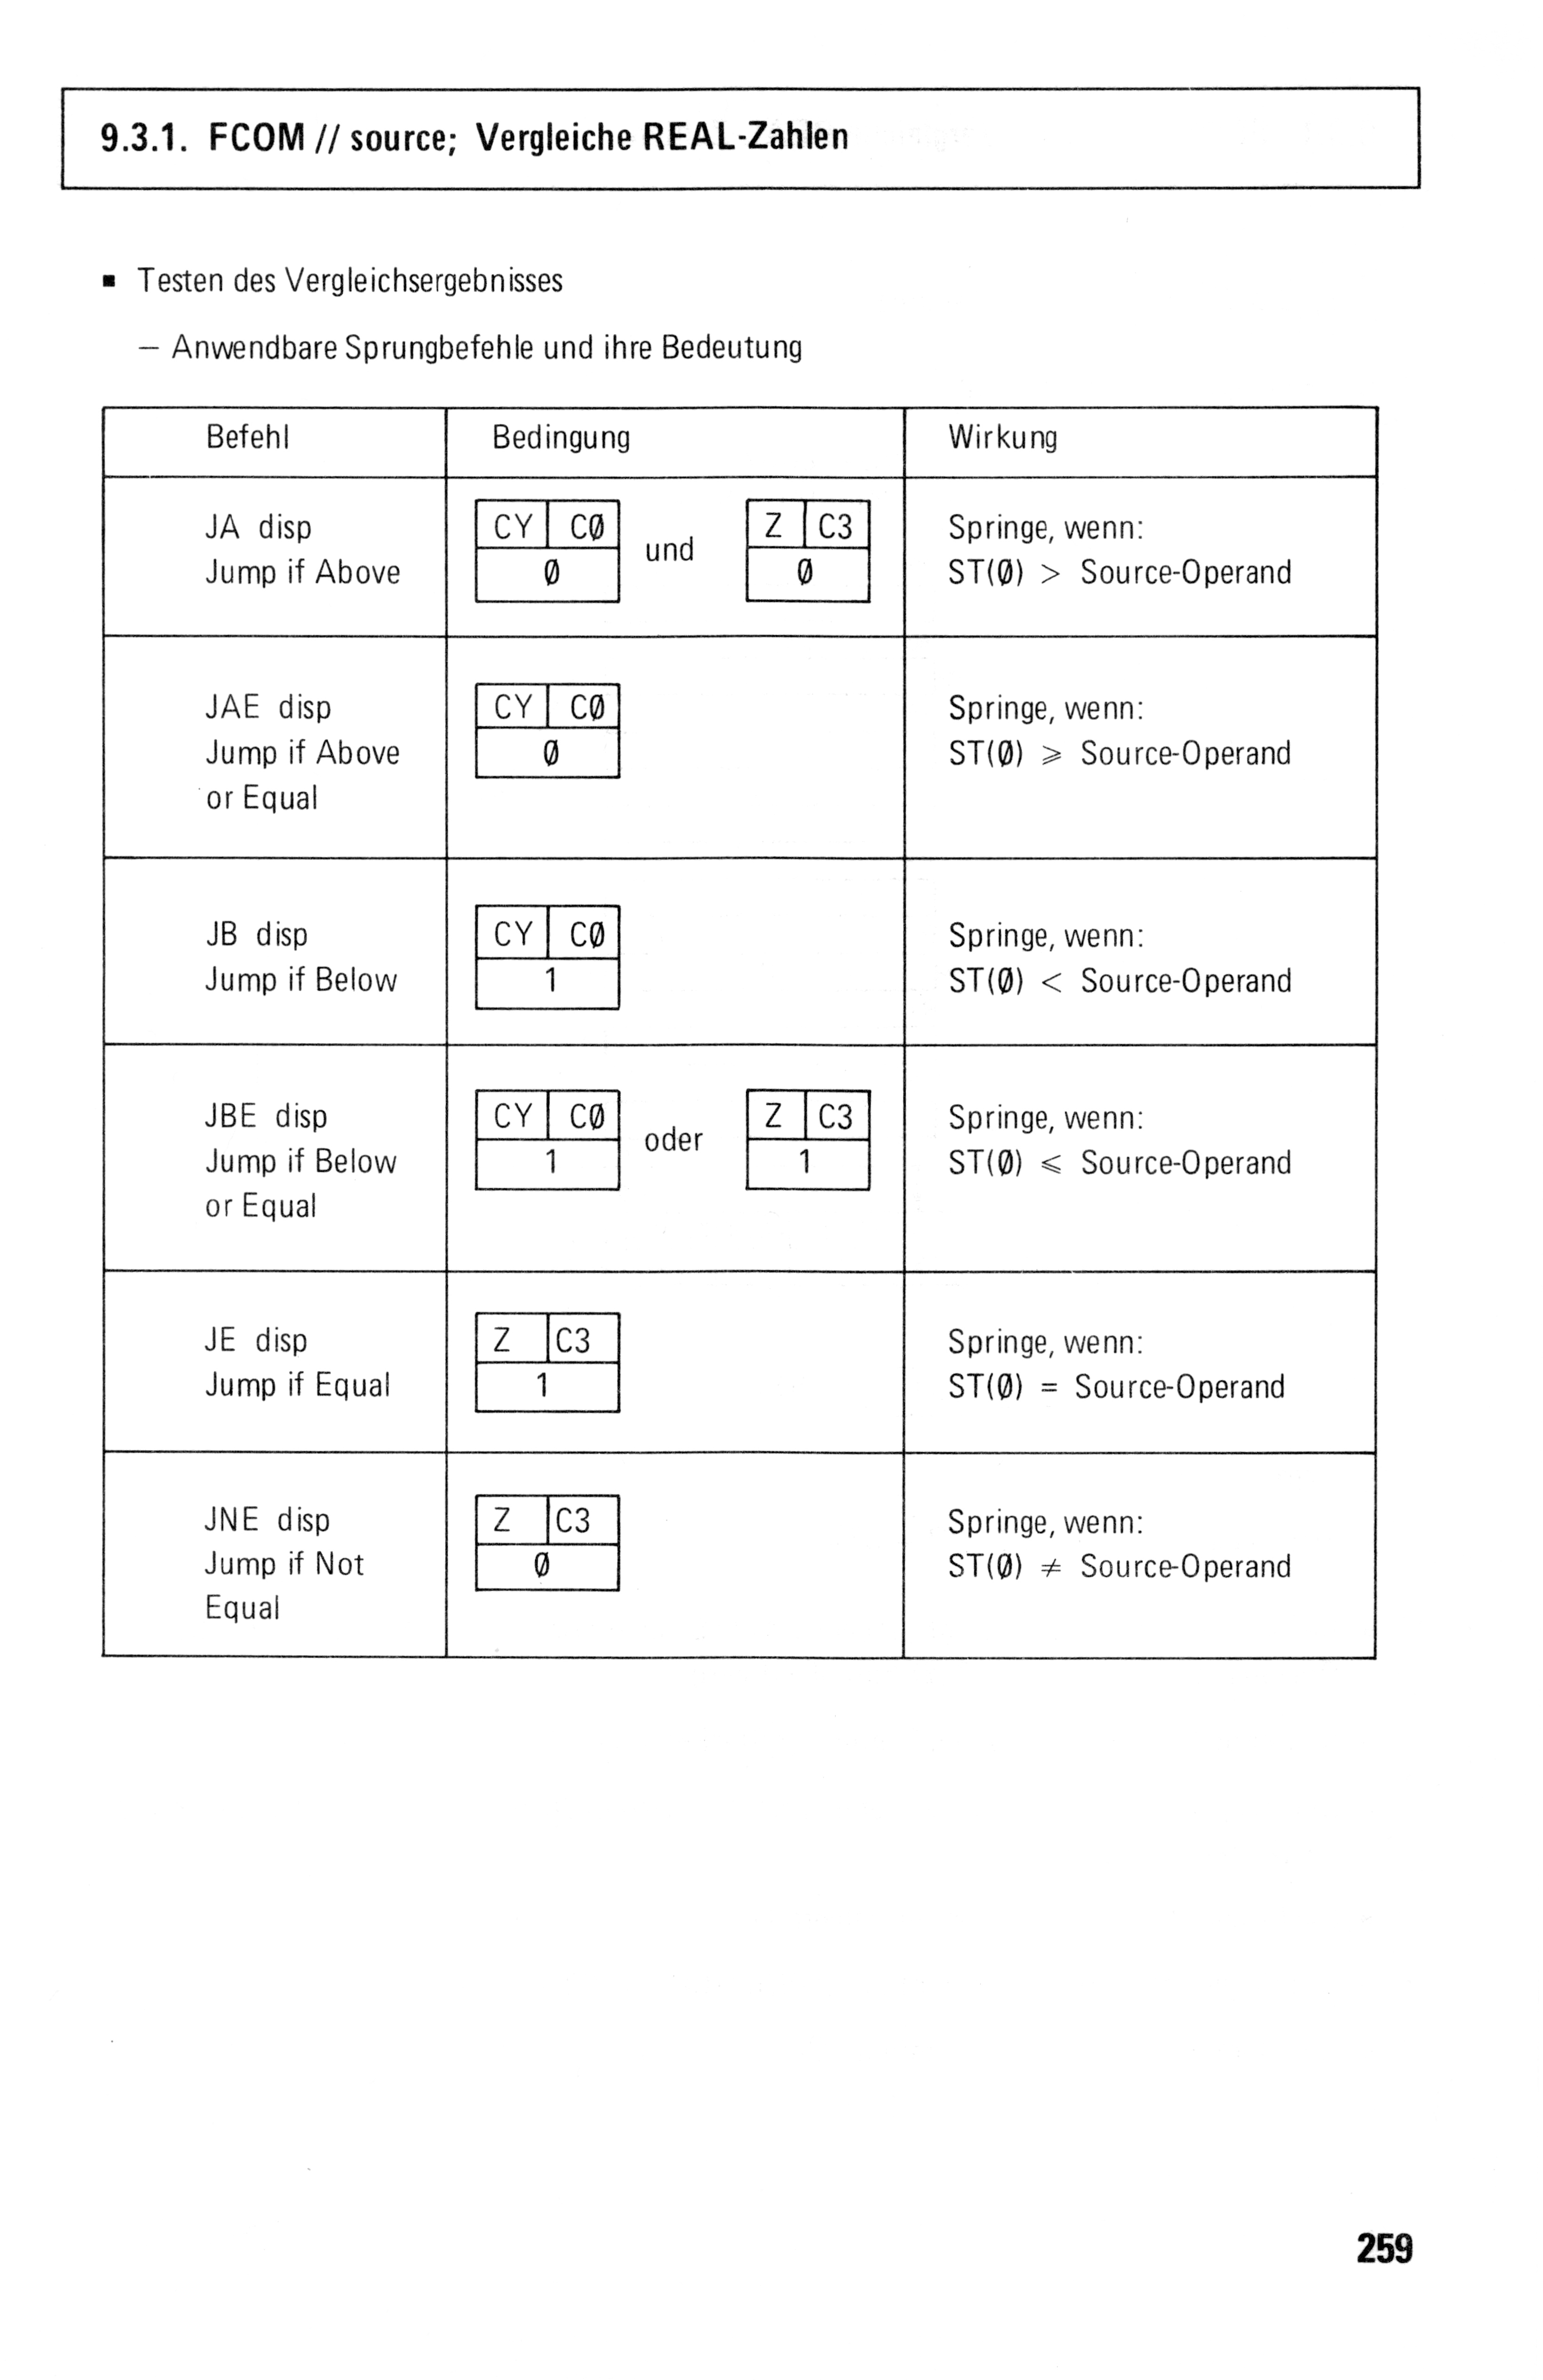 9.3.1. FCOM // source; Vergleiche REAL-Zahlen
▪ Testen des Vergleichsergebnisses
– Anwendbare Sprungbefehle und ihre Bedeutung
Befehl Bedingung Wirkung
JA disp
Jump if Above
CY CØ
Ø
und
Z C3
Ø
Springe, wenn:
ST(Ø) > Source-Operand
JAE disp
Jump if Above
or Equal
CY CØ
Ø
Springe, wenn:
ST(Ø) ⩾ Source-Operand
JB disp
Jump if Below
CY CØ
1
Springe, wenn:
ST(Ø) < Source-Operand
JBE disp
Jump if Below
or Equal
CY CØ
1
oder
Z C3
1
Springe, wenn:
ST(Ø) ⩽ Source-Operand
JE disp
Jump if Equal
Z C3
1
Springe, wenn:
ST(Ø) = Source-Operand
JNE disp
Jump if Not
Equal
Z C3
Ø
Springe, wenn:
ST(Ø) ≠ Source-Operand
259